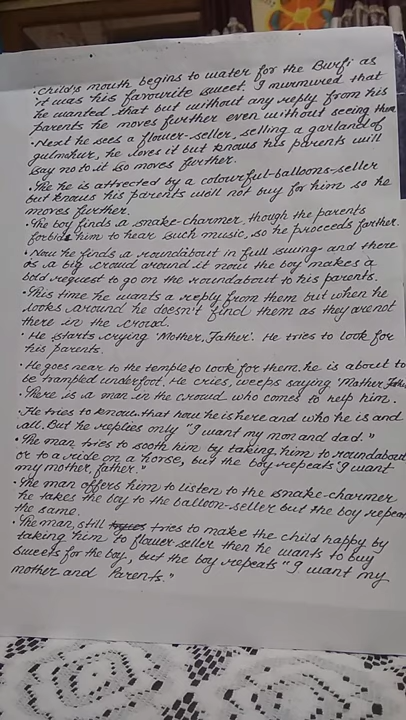 • Child's mouth begins to water for the Burfi as
it was his favourite sweet. I murmured that
he wanted that but without any reply from his
parents he moves further even without seeing them
• Next he sees a flower-seller, selling a garland of
gulmohur, he loves it but knows his parents will
say no to it so moves further.
• The he is attrected by a colourful-balloons-seller
but knows his parents will not buy for him so he
moves further.
• The boy finds a snake-charmer, though the parents
forbids him to hear such music, so he proceeds farther.
• Now he finds a roundabout in full swing and there
is a big crowd around it now the boy makes a
bold request to go on the roundabout to his parents.
• This time he wants a reply from them but when he
looks around he doesn't find them as they are not
there in the crowd.
• He starts crying 'Mother, Father'. He tries to look for
his parents.
• He goes near to the temple to look for them. he is about to
be trampled underfoot. He cries, weeps saying 'Mother, Fath
• There is a man in the crowd who comes to help him.
• He tries to know that how he is here and who he is and
all. But he replies only "I want my mom and dad."
• The man tries to sooth him by taking him to roundabout
or to a ride on a horse, but the boy repeats "I want
my mother, father."
• The man offers him to listen to the snake-charmer
he takes the boy to the balloon-seller but the boy repeat
the same.
• The man, still tries to make the child happy by
taking him to flower-seller then he wants to buy
sweets for the boy, but the boy repeats "I want my
mother and Parents."